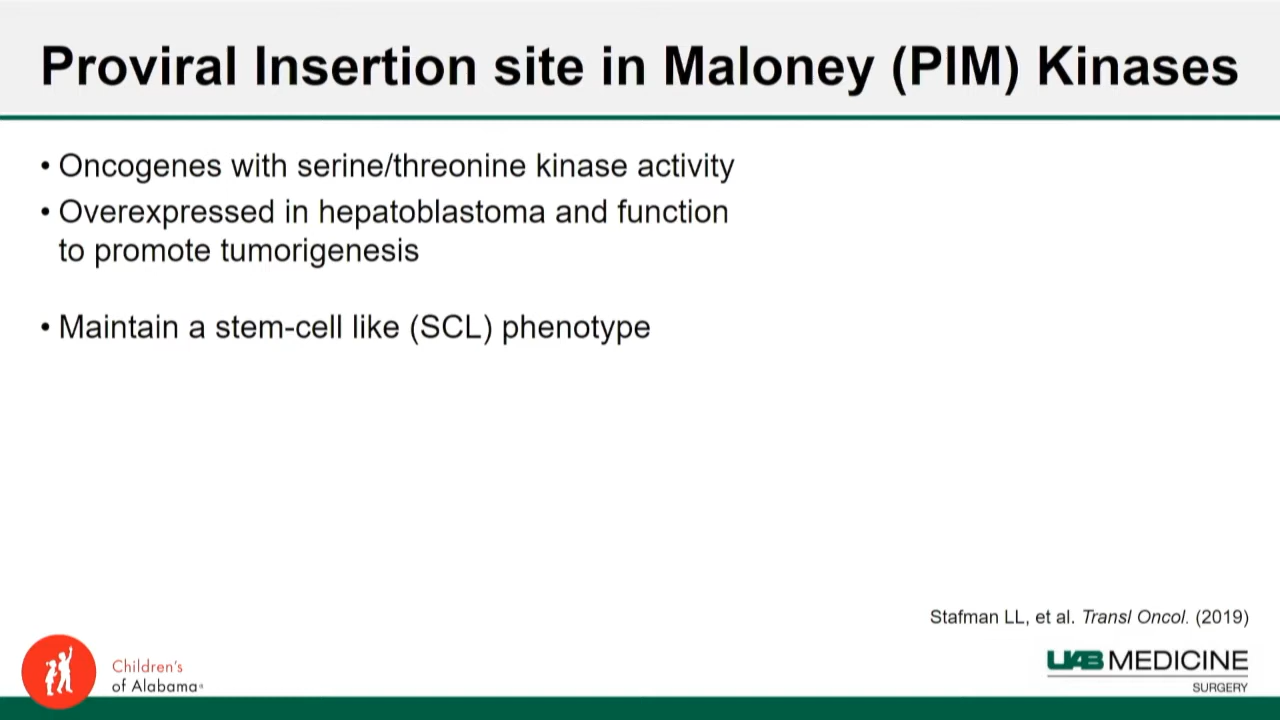 Proviral Insertion site in Maloney (PIM) Kinases
• Oncogenes with serine/threonine kinase activity
• Overexpressed in hepatoblastoma and function
to promote tumorigenesis
• Maintain a stem-cell like (SCL) phenotype
Stafman LL, et al. Transl Oncol. (2019)
Children's
of Alabama®
UAB MEDICINE
SURGERY